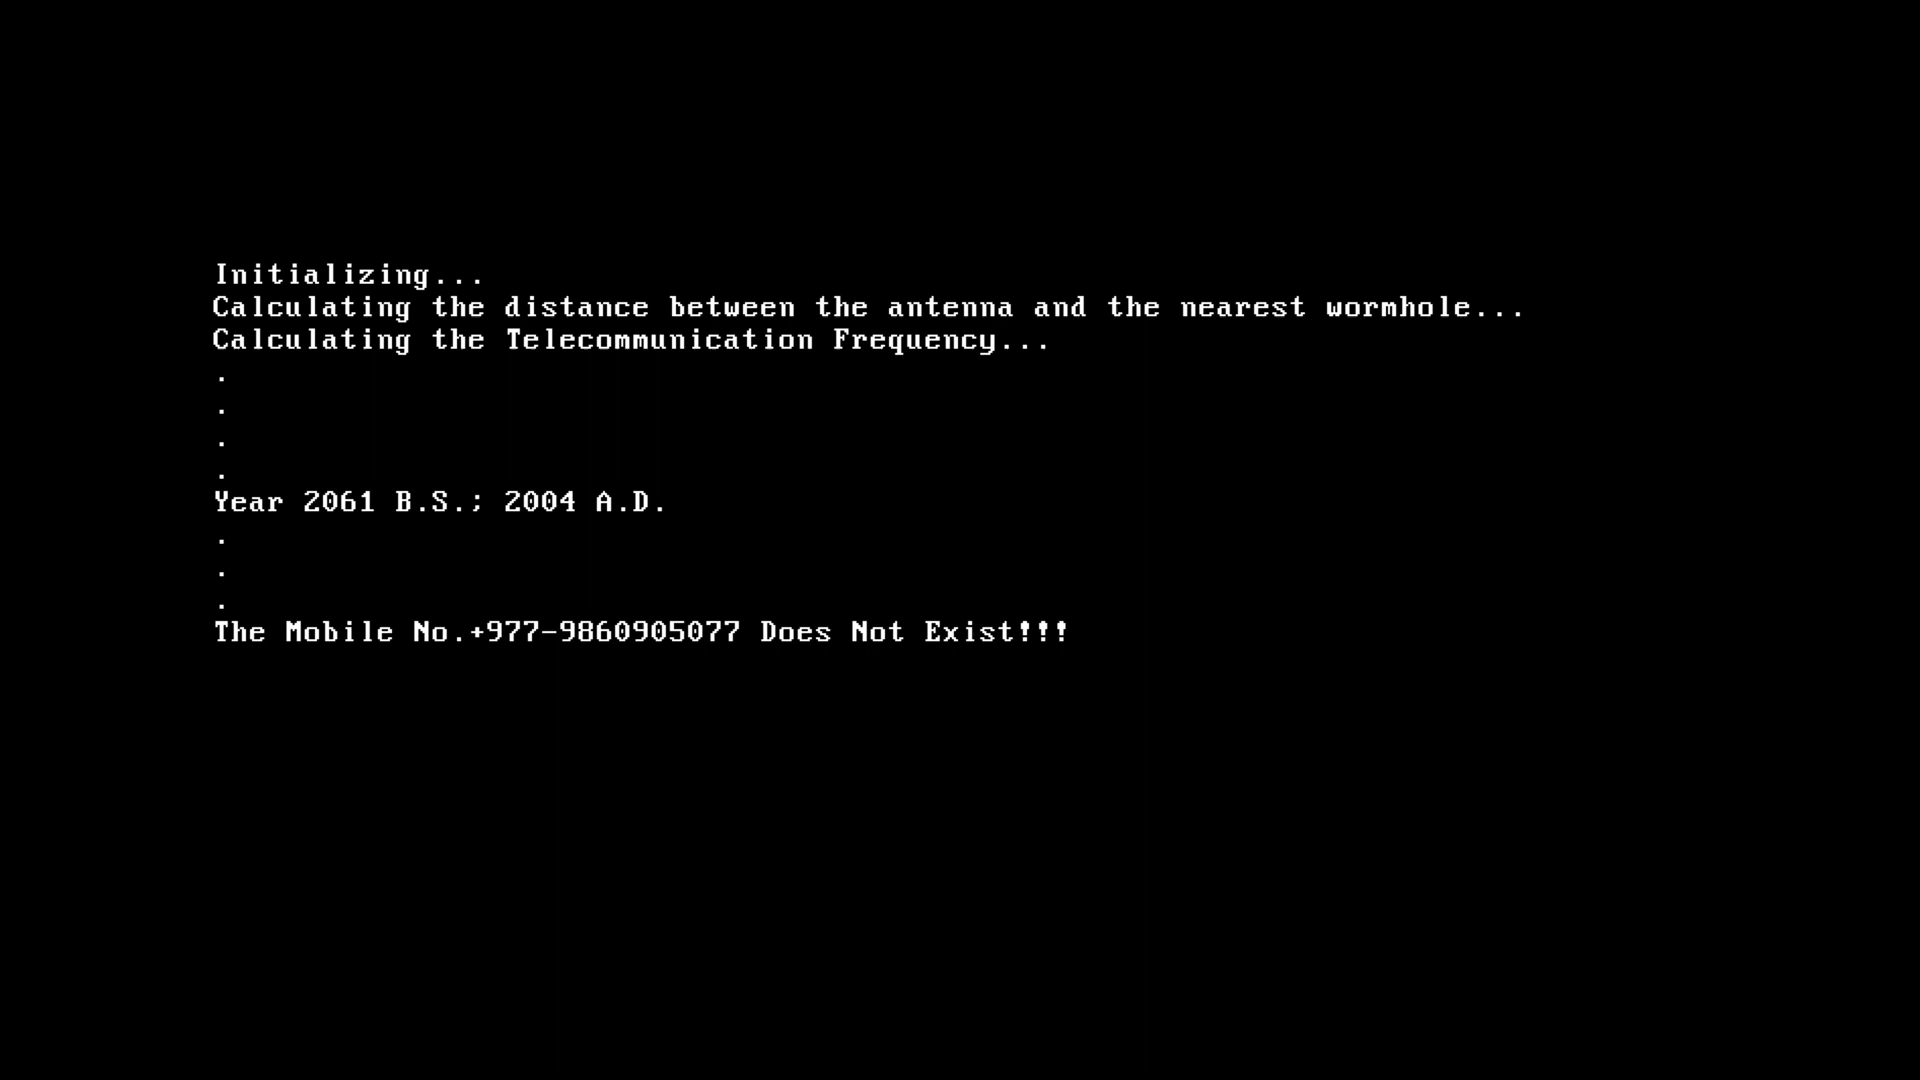 Initializing...
Calculating the distance between the antenna and the nearest wormhole...
Calculating the Telecommunication Frequency...
.
.
.
.
Year 2061 B.S.; 2004 A.D.
.
.
.
The Mobile No.+977-9860905077 Does Not Exist!!!